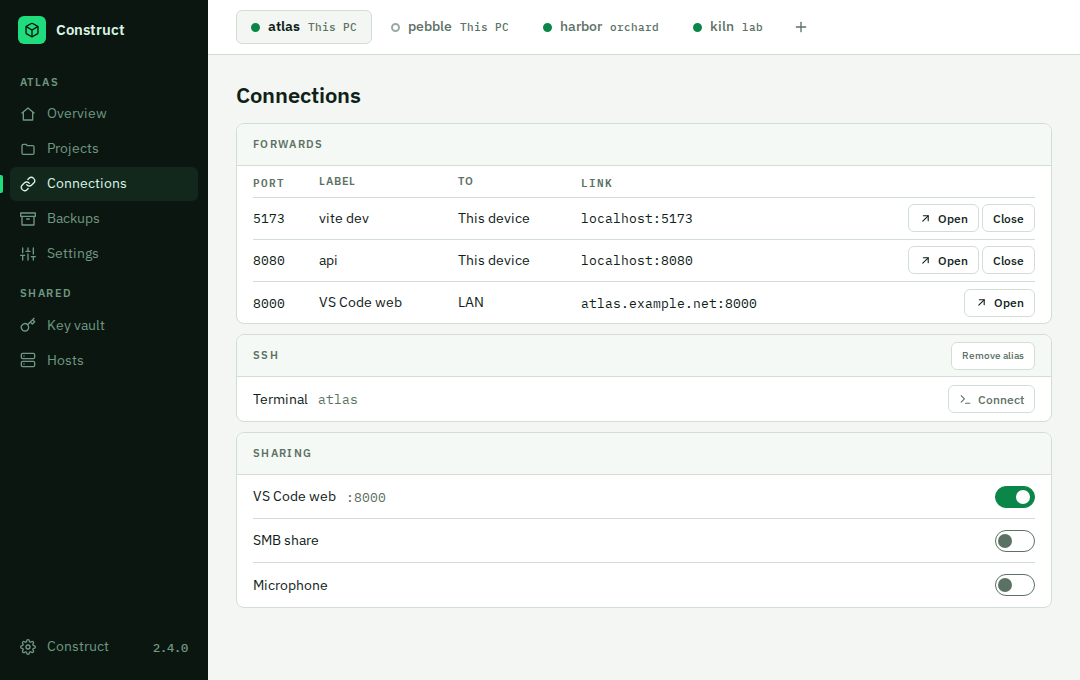 Construct
ATLAS
Overview
Projects
Connections
Backups
Settings
SHARED
Key vault
Hosts
Construct 2.4.0
atlas This PC
pebble This PC
harbor orchard
kiln lab
Connections
FORWARDS
PORT LABEL TO LINK
5173 vite dev This device localhost:5173 Open Close
8080 api This device localhost:8080 Open Close
8000 VS Code web LAN atlas.example.net:8000 Open
SSH Remove alias
Terminal atlas Connect
SHARING
VS Code web :8000
SMB share
Microphone